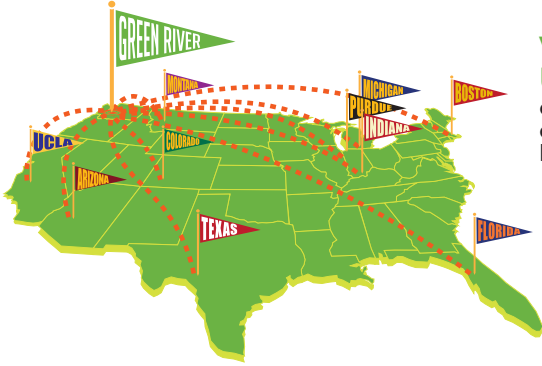 GREEN RIVER
MONTANA
MICHIGAN
BOSTON
PURDUE
INDIANA
UCLA
COLORADO
ARIZONA
TEXAS
FLORIDA